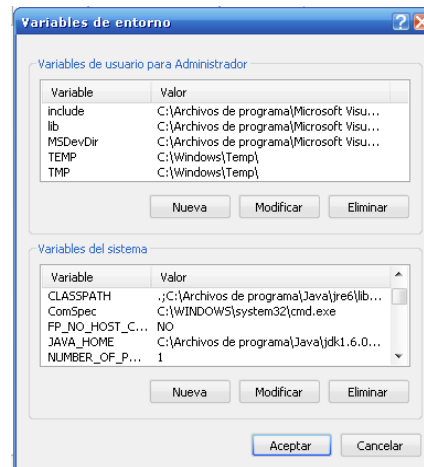 Variables de entorno
Variables de usuario para Administrador
Variable Valor
include C:\Archivos de programa\Microsoft Visu...
lib C:\Archivos de programa\Microsoft Visu...
MSDevDir C:\Archivos de programa\Microsoft Visu...
TEMP C:\Windows\Temp\
TMP C:\Windows\Temp\
Nueva Modificar Eliminar
Variables del sistema
Variable Valor
CLASSPATH .;C:\Archivos de programa\Java\jre6\lib...
ComSpec C:\WINDOWS\system32\cmd.exe
FP_NO_HOST_C... NO
JAVA_HOME C:\Archivos de programa\Java\jdk1.6.0...
NUMBER_OF_P... 1
Nueva Modificar Eliminar
Aceptar Cancelar